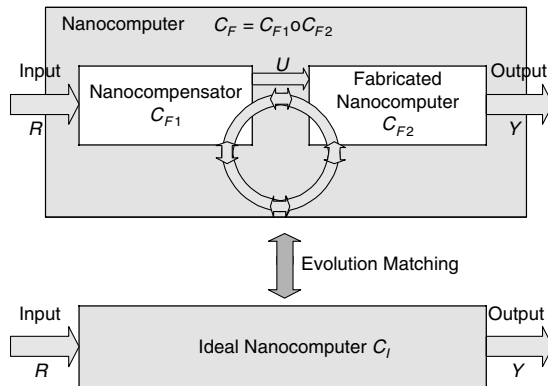 Nanocomputer C_F = C_F1 o C_F2
Input
U
Output
Nanocompensator
C_F1
Fabricated
Nanocomputer
C_F2
R
Y
Evolution Matching
Input
Output
Ideal Nanocomputer C_I
R
Y